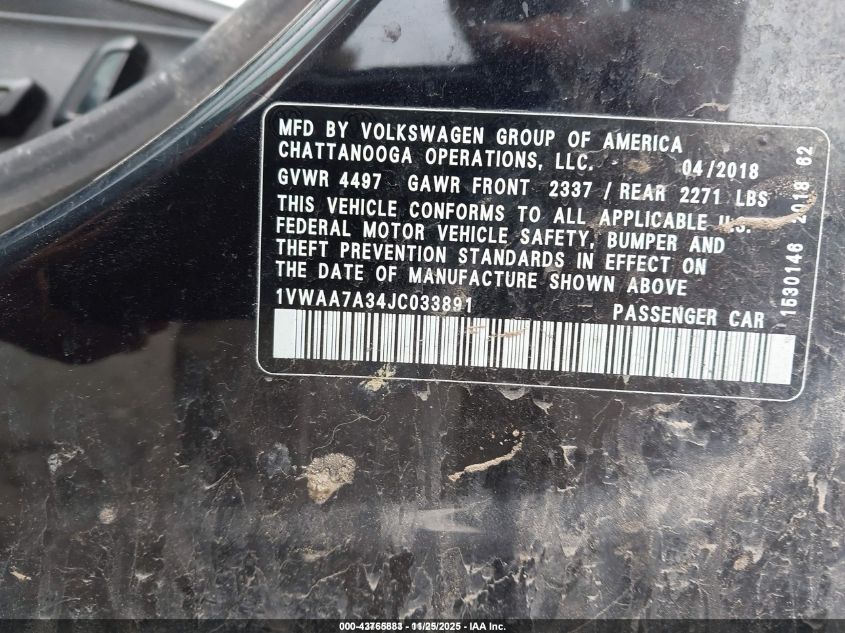 MFD BY VOLKSWAGEN GROUP OF AMERICA
CHATTANOOGA OPERATIONS, LLC. 04/2018
GVWR 4497 GAWR FRONT 2337 / REAR 2271 LBS
THIS VEHICLE CONFORMS TO ALL APPLICABLE U.S.
FEDERAL MOTOR VEHICLE SAFETY, BUMPER AND
THEFT PREVENTION STANDARDS IN EFFECT ON
THE DATE OF MANUFACTURE SHOWN ABOVE
1VWAA7A34JC033891 PASSENGER CAR
1530146 2018 62
11/25/2025 - IAA Inc.